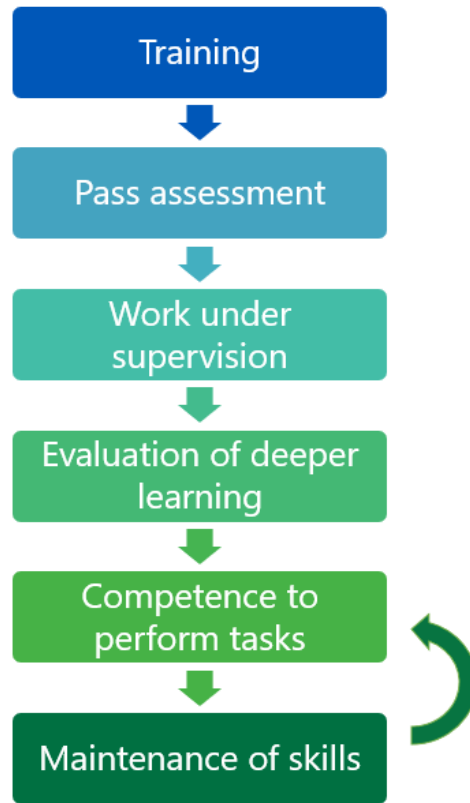 Training
Pass assessment
Work under
supervision
Evaluation of deeper
learning
Competence to
perform tasks
Maintenance of skills